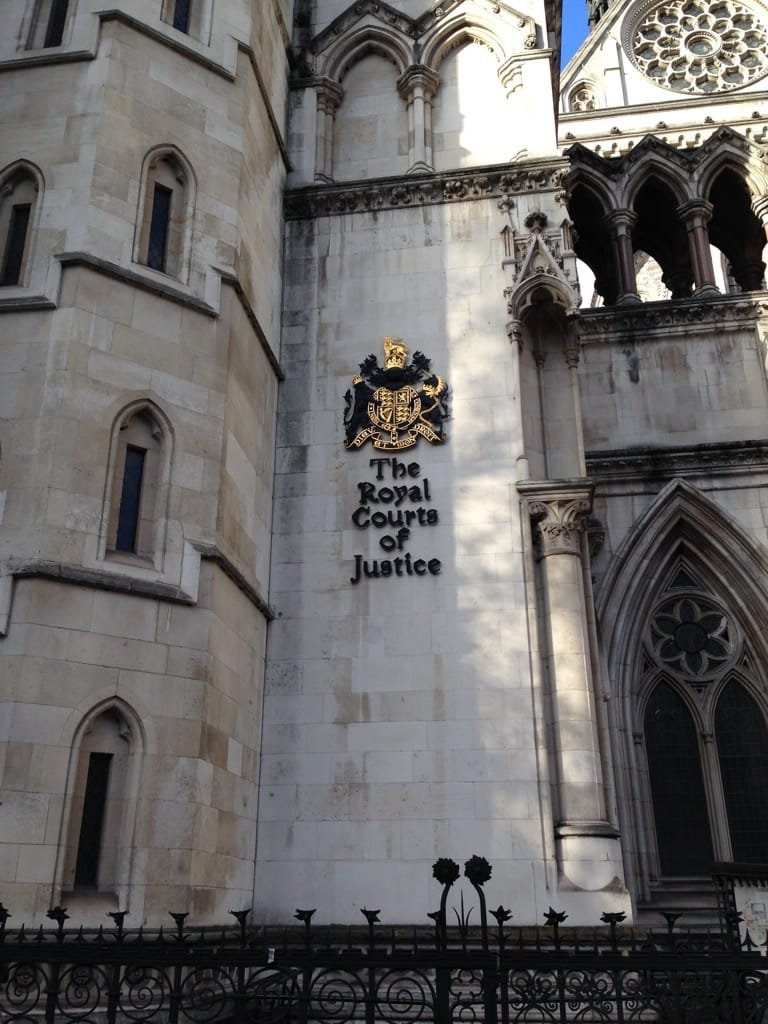 The
Royal
Courts
of
Justice